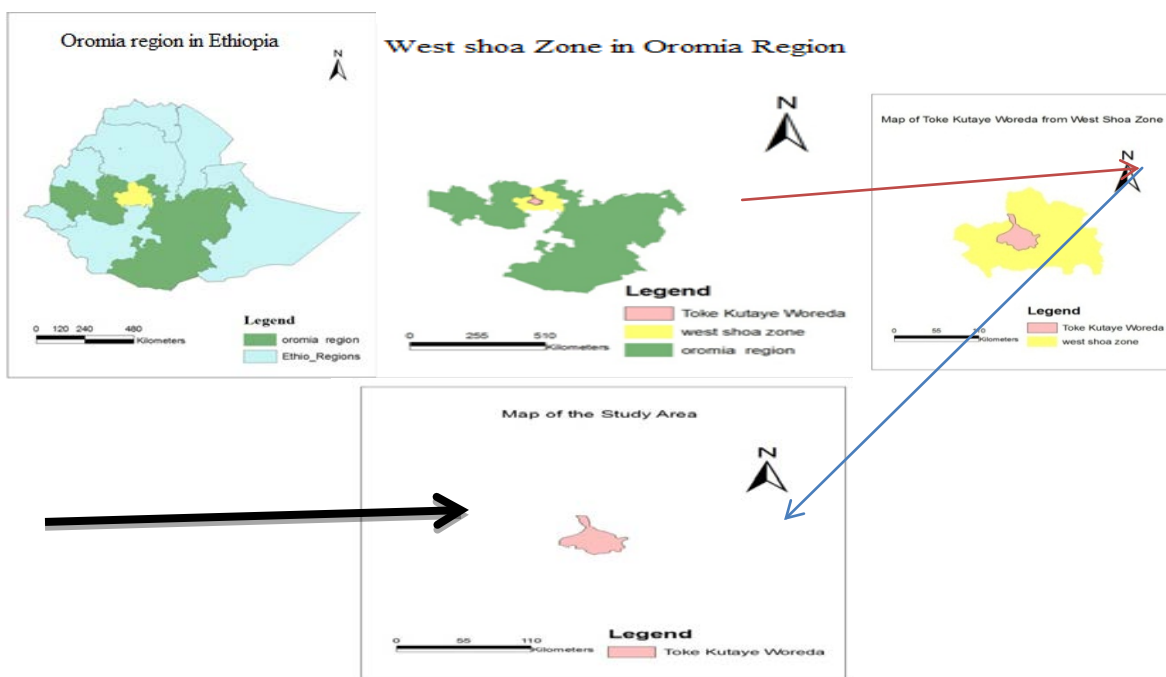 Oromia region in Ethiopia
N
0 120 240 480
Kilometers
Legend
oromia region
Ethio_Regions
West shoa Zone in Oromia Region
N
Legend
Toke Kutaye Woreda
west shoa zone
oromia region
0 255 510
Kilometers
Map of Toke Kutaye Woreda from West Shoa Zone
N
0 55 110
Kilometers
Legend
Toke Kutaye Woreda
west shoa zone
Map of the Study Area
N
0 55 110
Kilometers
Legend
Toke Kutaye Woreda